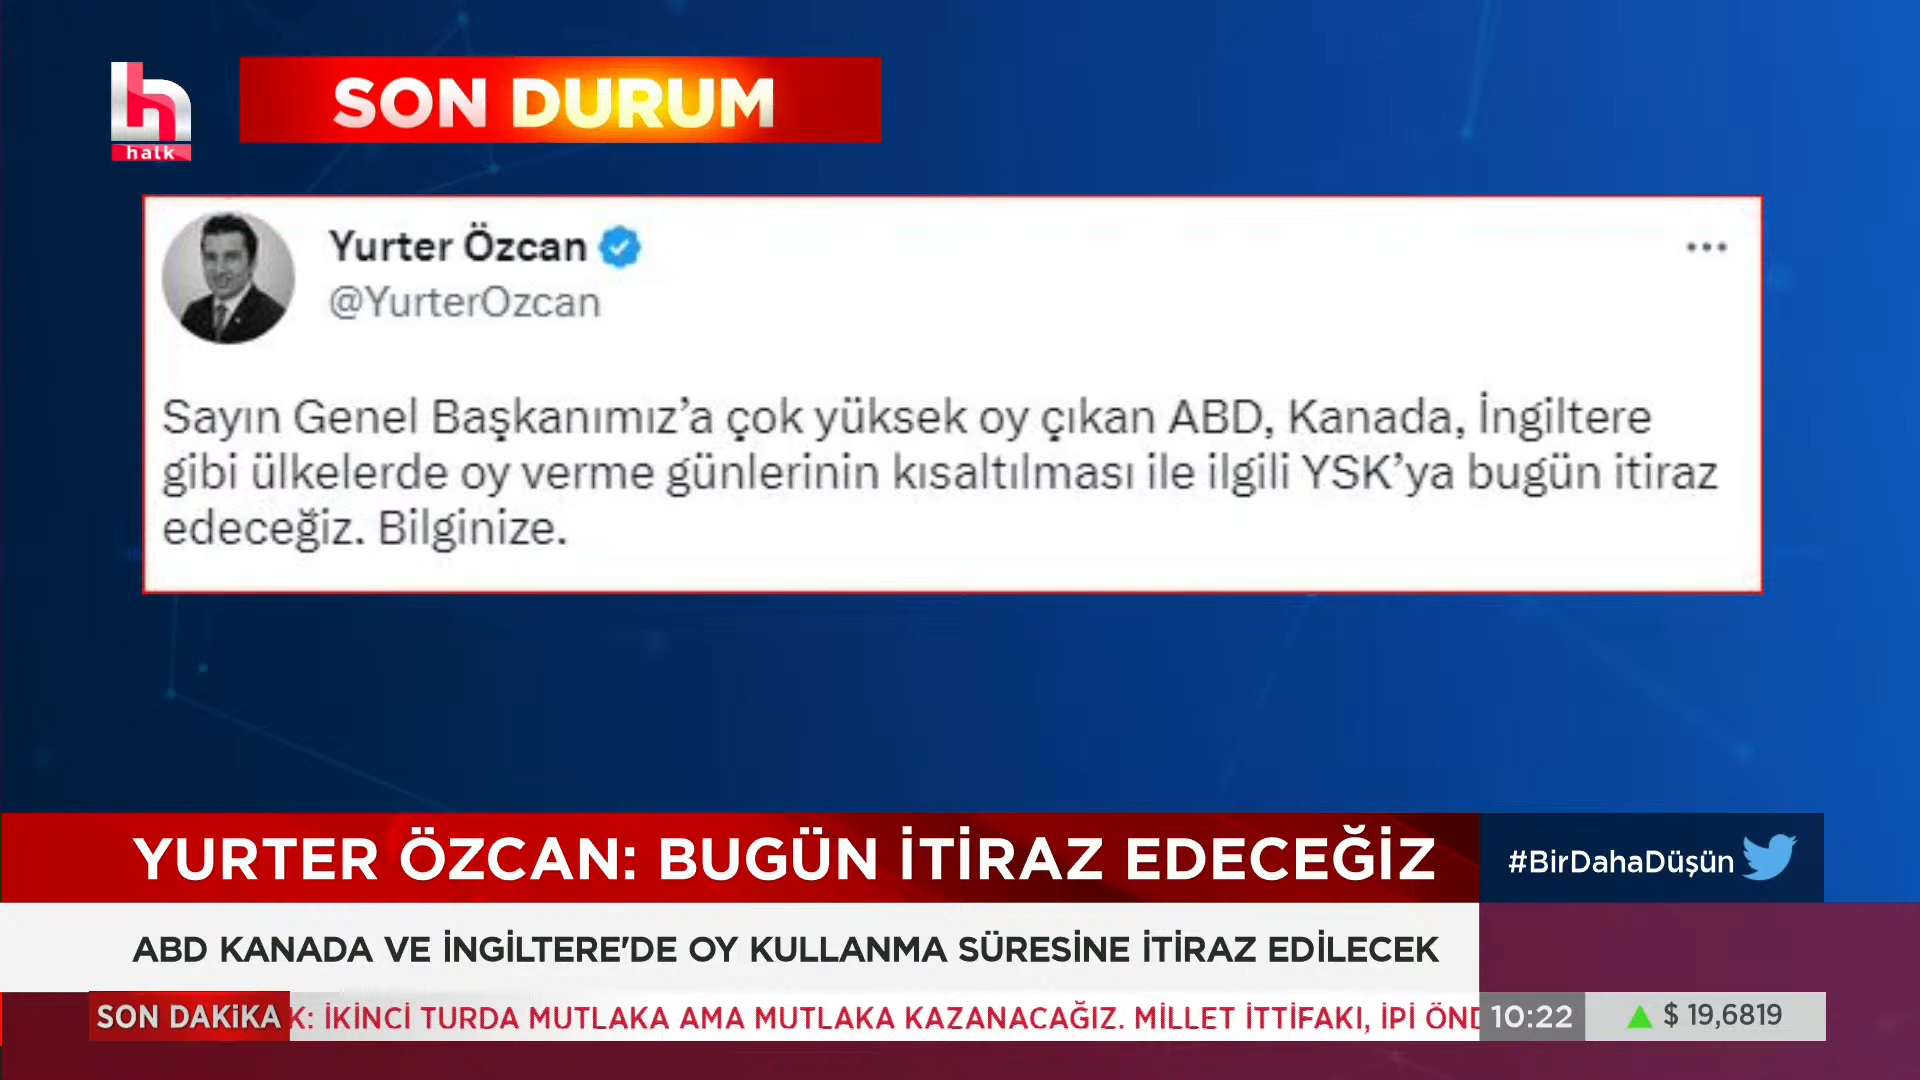 halk
SON DURUM
Yurter Özcan
@YurterOzcan
Sayın Genel Başkanımız’a çok yüksek oy çıkan ABD, Kanada, İngiltere
gibi ülkelerde oy verme günlerinin kısaltılması ile ilgili YSK’ya bugün itiraz
edeceğiz. Bilginize.
YURTER ÖZCAN: BUGÜN İTİRAZ EDECEĞİZ
#BirDahaDüşün
ABD KANADA VE İNGİLTERE'DE OY KULLANMA SÜRESİNE İTİRAZ EDİLECEK
SON DAKİKA
K: İKİNCİ TURDA MUTLAKA AMA MUTLAKA KAZANACAĞIZ. MİLLET İTTİFAKI, İPİ ÖN
10:22
$ 19,6819